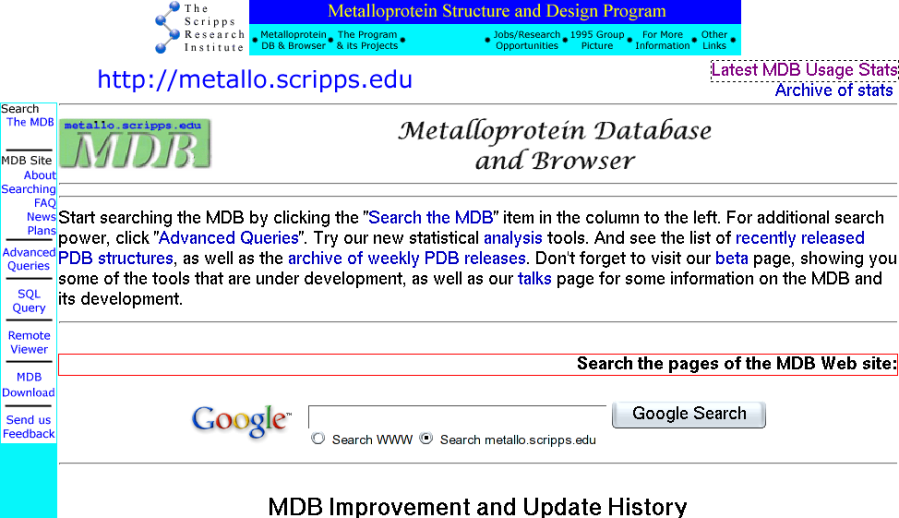 The
Scripps
Research
Institute
Metalloprotein Structure and Design Program
Metalloprotein
DB & Browser
The Program
& its Projects
Jobs/Research
Opportunities
1995 Group
Picture
For More
Information
Other
Links
http://metallo.scripps.edu
Latest MDB Usage Stats
Archive of stats
Search
The MDB
MDB Site
About
Searching
FAQ
News
Plans
Advanced
Queries
SQL
Query
Remote
Viewer
MDB
Download
Send us
Feedback
metallo.scripps.edu
MDB
Metalloprotein Database
and Browser
Start searching the MDB by clicking the "Search the MDB" item in the column to the left. For additional search
power, click "Advanced Queries". Try our new statistical analysis tools. And see the list of recently released
PDB structures, as well as the archive of weekly PDB releases. Don't forget to visit our beta page, showing you
some of the tools that are under development, as well as our talks page for some information on the MDB and
its development.
Search the pages of the MDB Web site:
Google™
Google Search
Search WWW Search metallo.scripps.edu
MDB Improvement and Update History